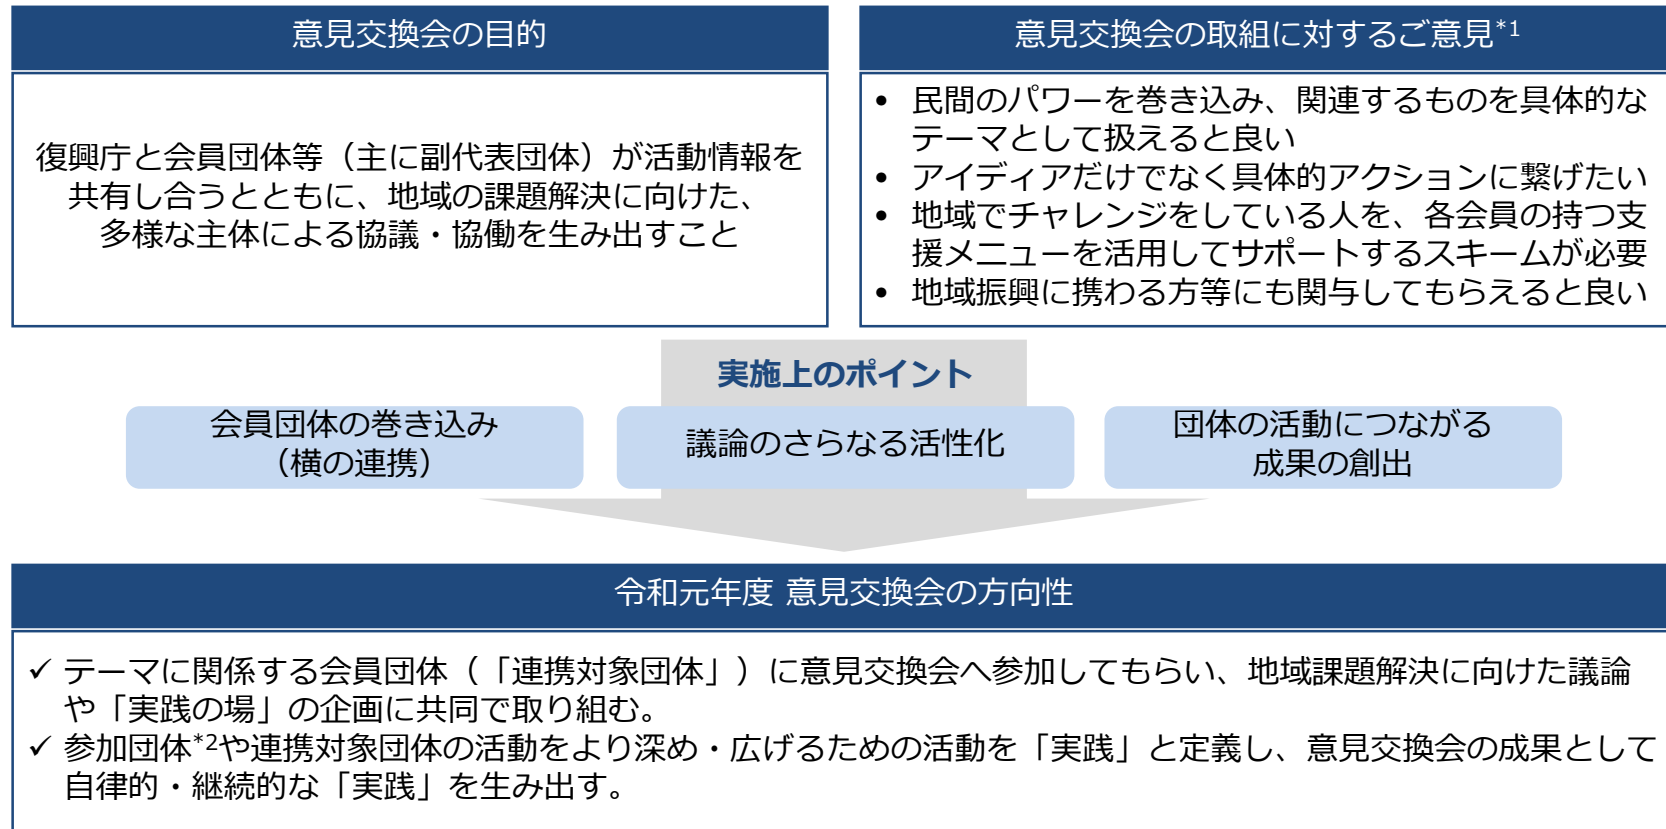 意見交換会の目的
復興庁と会員団体等（主に副代表団体）が活動情報を
共有し合うとともに、地域の課題解決に向けた、
多様な主体による協議・協働を生み出すこと
意見交換会の取組に対するご意見*1
• 民間のパワーを巻き込み、関連するものを具体的な
テーマとして扱えると良い
• アイディアだけでなく具体的アクションに繋げたい
• 地域でチャレンジをしている人を、各会員の持つ支
援メニューを活用してサポートするスキームが必要
• 地域振興に携わる方等にも関与してもらえると良い
実施上のポイント
会員団体の巻き込み
（横の連携）
議論のさらなる活性化
団体の活動につながる
成果の創出
令和元年度 意見交換会の方向性
✓ テーマに関係する会員団体（「連携対象団体」）に意見交換会へ参加してもらい、地域課題解決に向けた議論
や「実践の場」の企画に共同で取り組む。
✓ 参加団体*2や連携対象団体の活動をより深め・広げるための活動を「実践」と定義し、意見交換会の成果として
自律的・継続的な「実践」を生み出す。